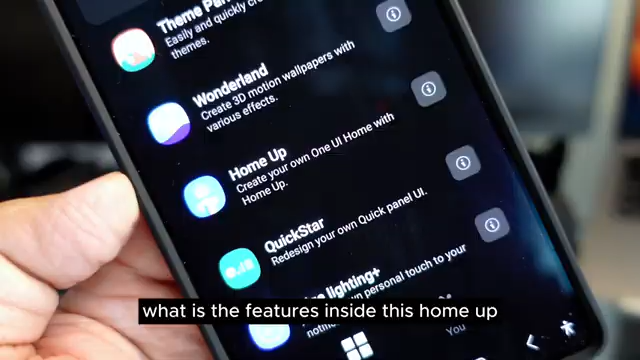 Theme
Easily and quickly
themes.
Wonderland
Create 3D motion wallpapers with
various effects.
Home Up
Create your own One UI Home with
Home Up.
QuickStar
Redesign your own Quick panel UI.
lighting+
personal touch to your
what is the features inside this home up
You